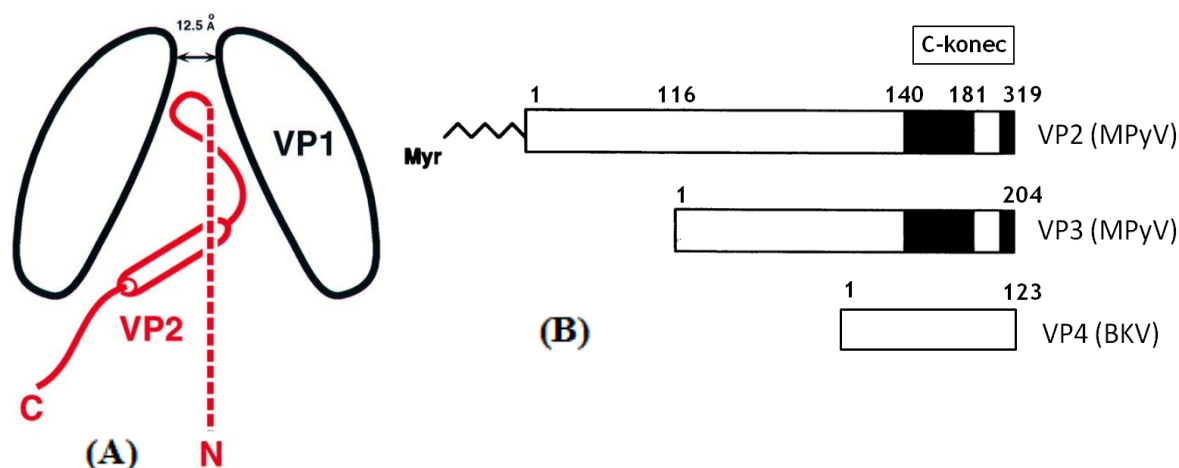 12.5 Å
VP1
VP2
C
N
(A)
C-konec
1 116 140 181 319
Myr
VP2 (MPyV)
1 204
VP3 (MPyV)
1 123
VP4 (BKV)
(B)